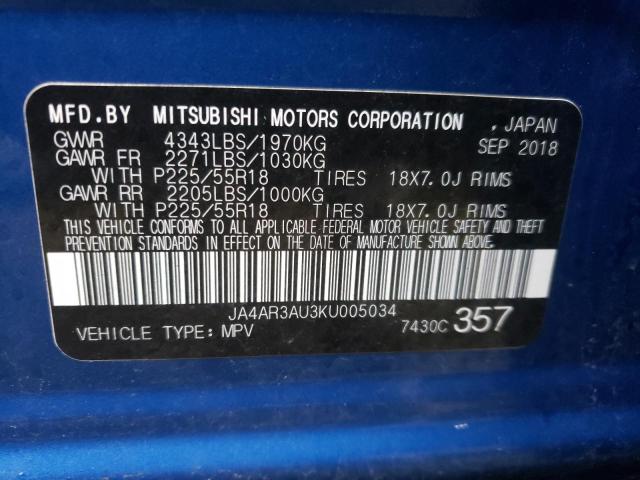 MFD.BY MITSUBISHI MOTORS CORPORATION , JAPAN
GVWR 4343LBS/1970KG SEP 2018
GAWR FR 2271LBS/1030KG
WITH P225/55R18 TIRES 18X7.0J RIMS
GAWR RR 2205LBS/1000KG
WITH P225/55R18 TIRES 18X7.0J RIMS
THIS VEHICLE CONFORMS TO ALL APPLICABLE FEDERAL MOTOR VEHICLE SAFETY AND THEFT
PREVENTION STANDARDS IN EFFECT ON THE DATE OF MANUFACTURE SHOWN ABOVE.
JA4AR3AU3KU005034
VEHICLE TYPE: MPV 7430C 357